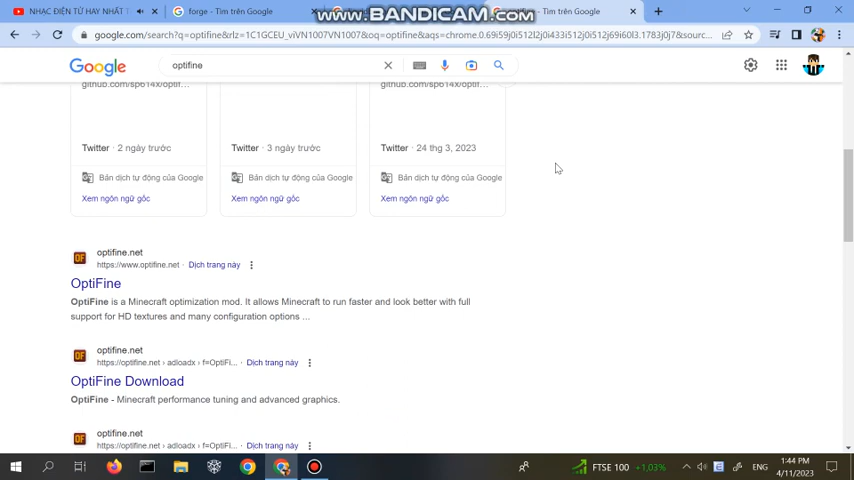 NHẠC ĐIỆN TỬ HAY NHẤT T
forge - Tìm trên Google
optifine - Tìm trên Google
www.BANDICAM.com
google.com/search?q=optifine&rlz=1C1GCEU_viVN1007VN1007&oq=optifine&aqs=chrome.0.69i59j0i512l2j0i433i512j0i512j69i60l3.1783j0j7&sourc...
Google
optifine
github.com/sp614x/optif...
github.com/sp614x/optif...
Twitter · 2 ngày trước
Twitter · 3 ngày trước
Twitter · 24 thg 3, 2023
Bản dịch tự động của Google
Bản dịch tự động của Google
Bản dịch tự động của Google
Xem ngôn ngữ gốc
Xem ngôn ngữ gốc
Xem ngôn ngữ gốc
OF
optifine.net
https://www.optifine.net · Dịch trang này
OptiFine
OptiFine is a Minecraft optimization mod. It allows Minecraft to run faster and look better with full
support for HD textures and many configuration options ...
OF
optifine.net
https://optifine.net › adloadx › f=OptiFi... · Dịch trang này
OptiFine Download
OptiFine - Minecraft performance tuning and advanced graphics.
OF
optifine.net
https://optifine.net › adloadx › f=OptiFi... · Dịch trang này
FTSE 100 +1,03%
ENG
1:44 PM
4/11/2023